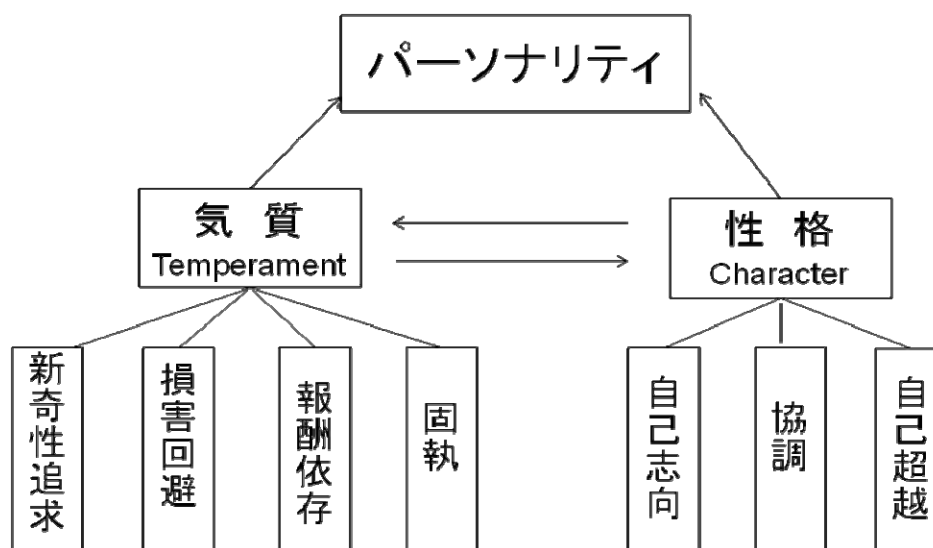 パーソナリティ
気 質
Temperament
性 格
Character
新奇性追求
損害回避
報酬依存
固執
自己志向
協調
自己超越